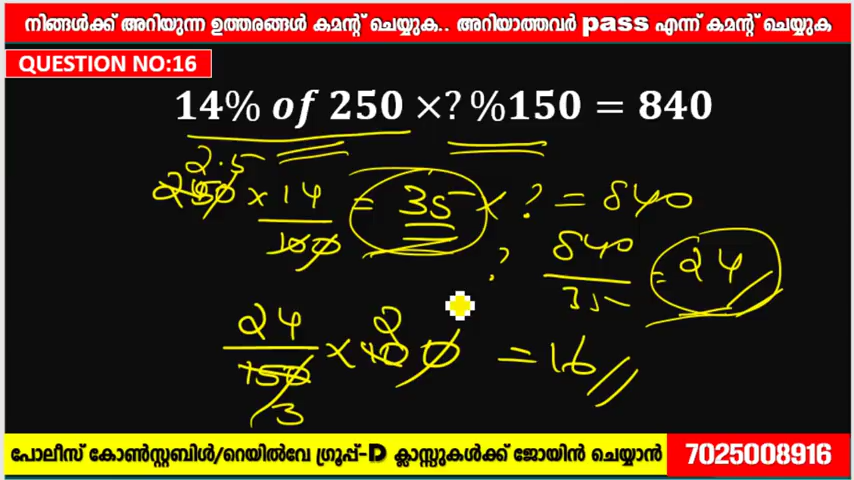 നിങ്ങൾക്ക് അറിയുന്ന ഉത്തരങ്ങൾ കമന്റ് ചെയ്യുക.. അറിയാത്തവർ pass എന്ന് കമന്റ് ചെയ്യുക
QUESTION NO:16
14% of 250 ×? %150 = 840
2.5
250 × 14/100 = 35 × ? = 840
? 840/35 = 24
24/150 × 100 = 16
2
3
പോലീസ് കോൺസ്റ്റബിൾ/റെയിൽവേ ഗ്രൂപ്പ്-D ക്ലാസ്സുകൾക്ക് ജോയിൻ ചെയ്യാൻ 7025008916